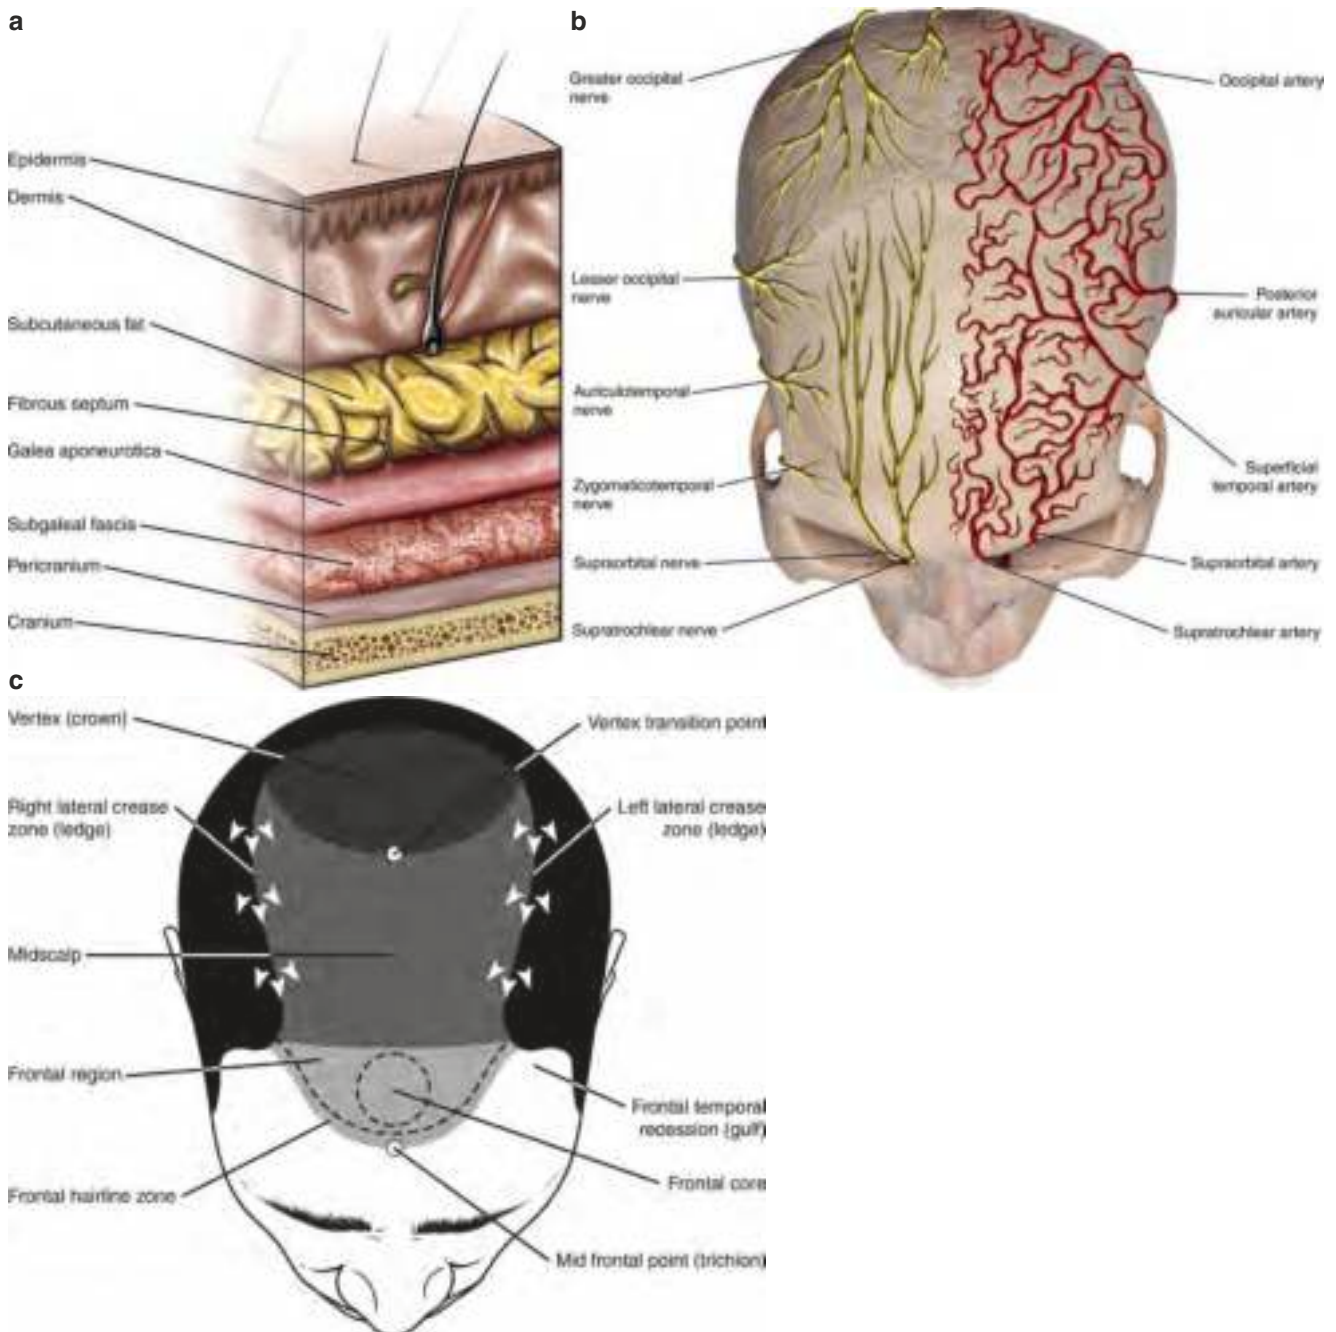 a
Epidermis
Dermis
Subcutaneous fat
Fibrous septum
Galea aponeurotica
Subgaleal fascis
Pericranium
Cranium
b
Greater occipital
nerve
Lesser occipital
nerve
Auriculotemporal
nerve
Zygomaticotemporal
nerve
Supraorbital nerve
Supratrochlear nerve
Occipital artery
Posterior
auricular artery
Superficial
temporal artery
Supraorbital artery
Supratrochlear artery
c
Vertex (crown)
Right lateral crease
zone (ledge)
Midscalp
Frontal region
Frontal hairline zone
Vertex transition point
Left lateral crease
zone (ledge)
Frontal temporal
recession (gulf)
Frontal core
Mid frontal point (trichion)